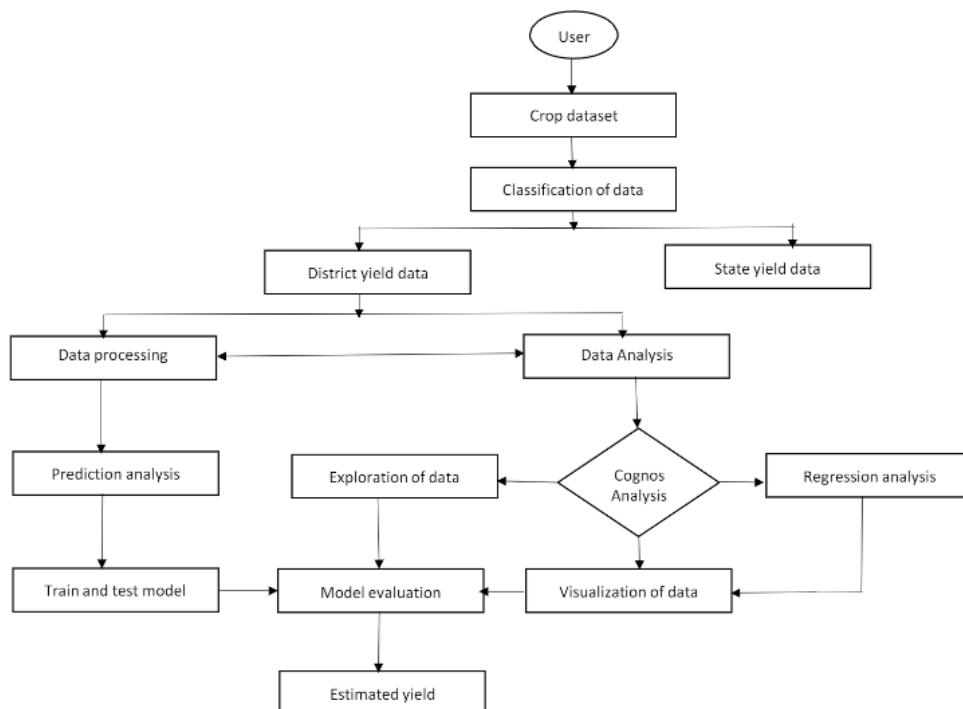 User
Crop dataset
Classification of data
District yield data
State yield data
Data processing
Data Analysis
Prediction analysis
Exploration of data
Cognos
Analysis
Regression analysis
Train and test model
Model evaluation
Visualization of data
Estimated yield